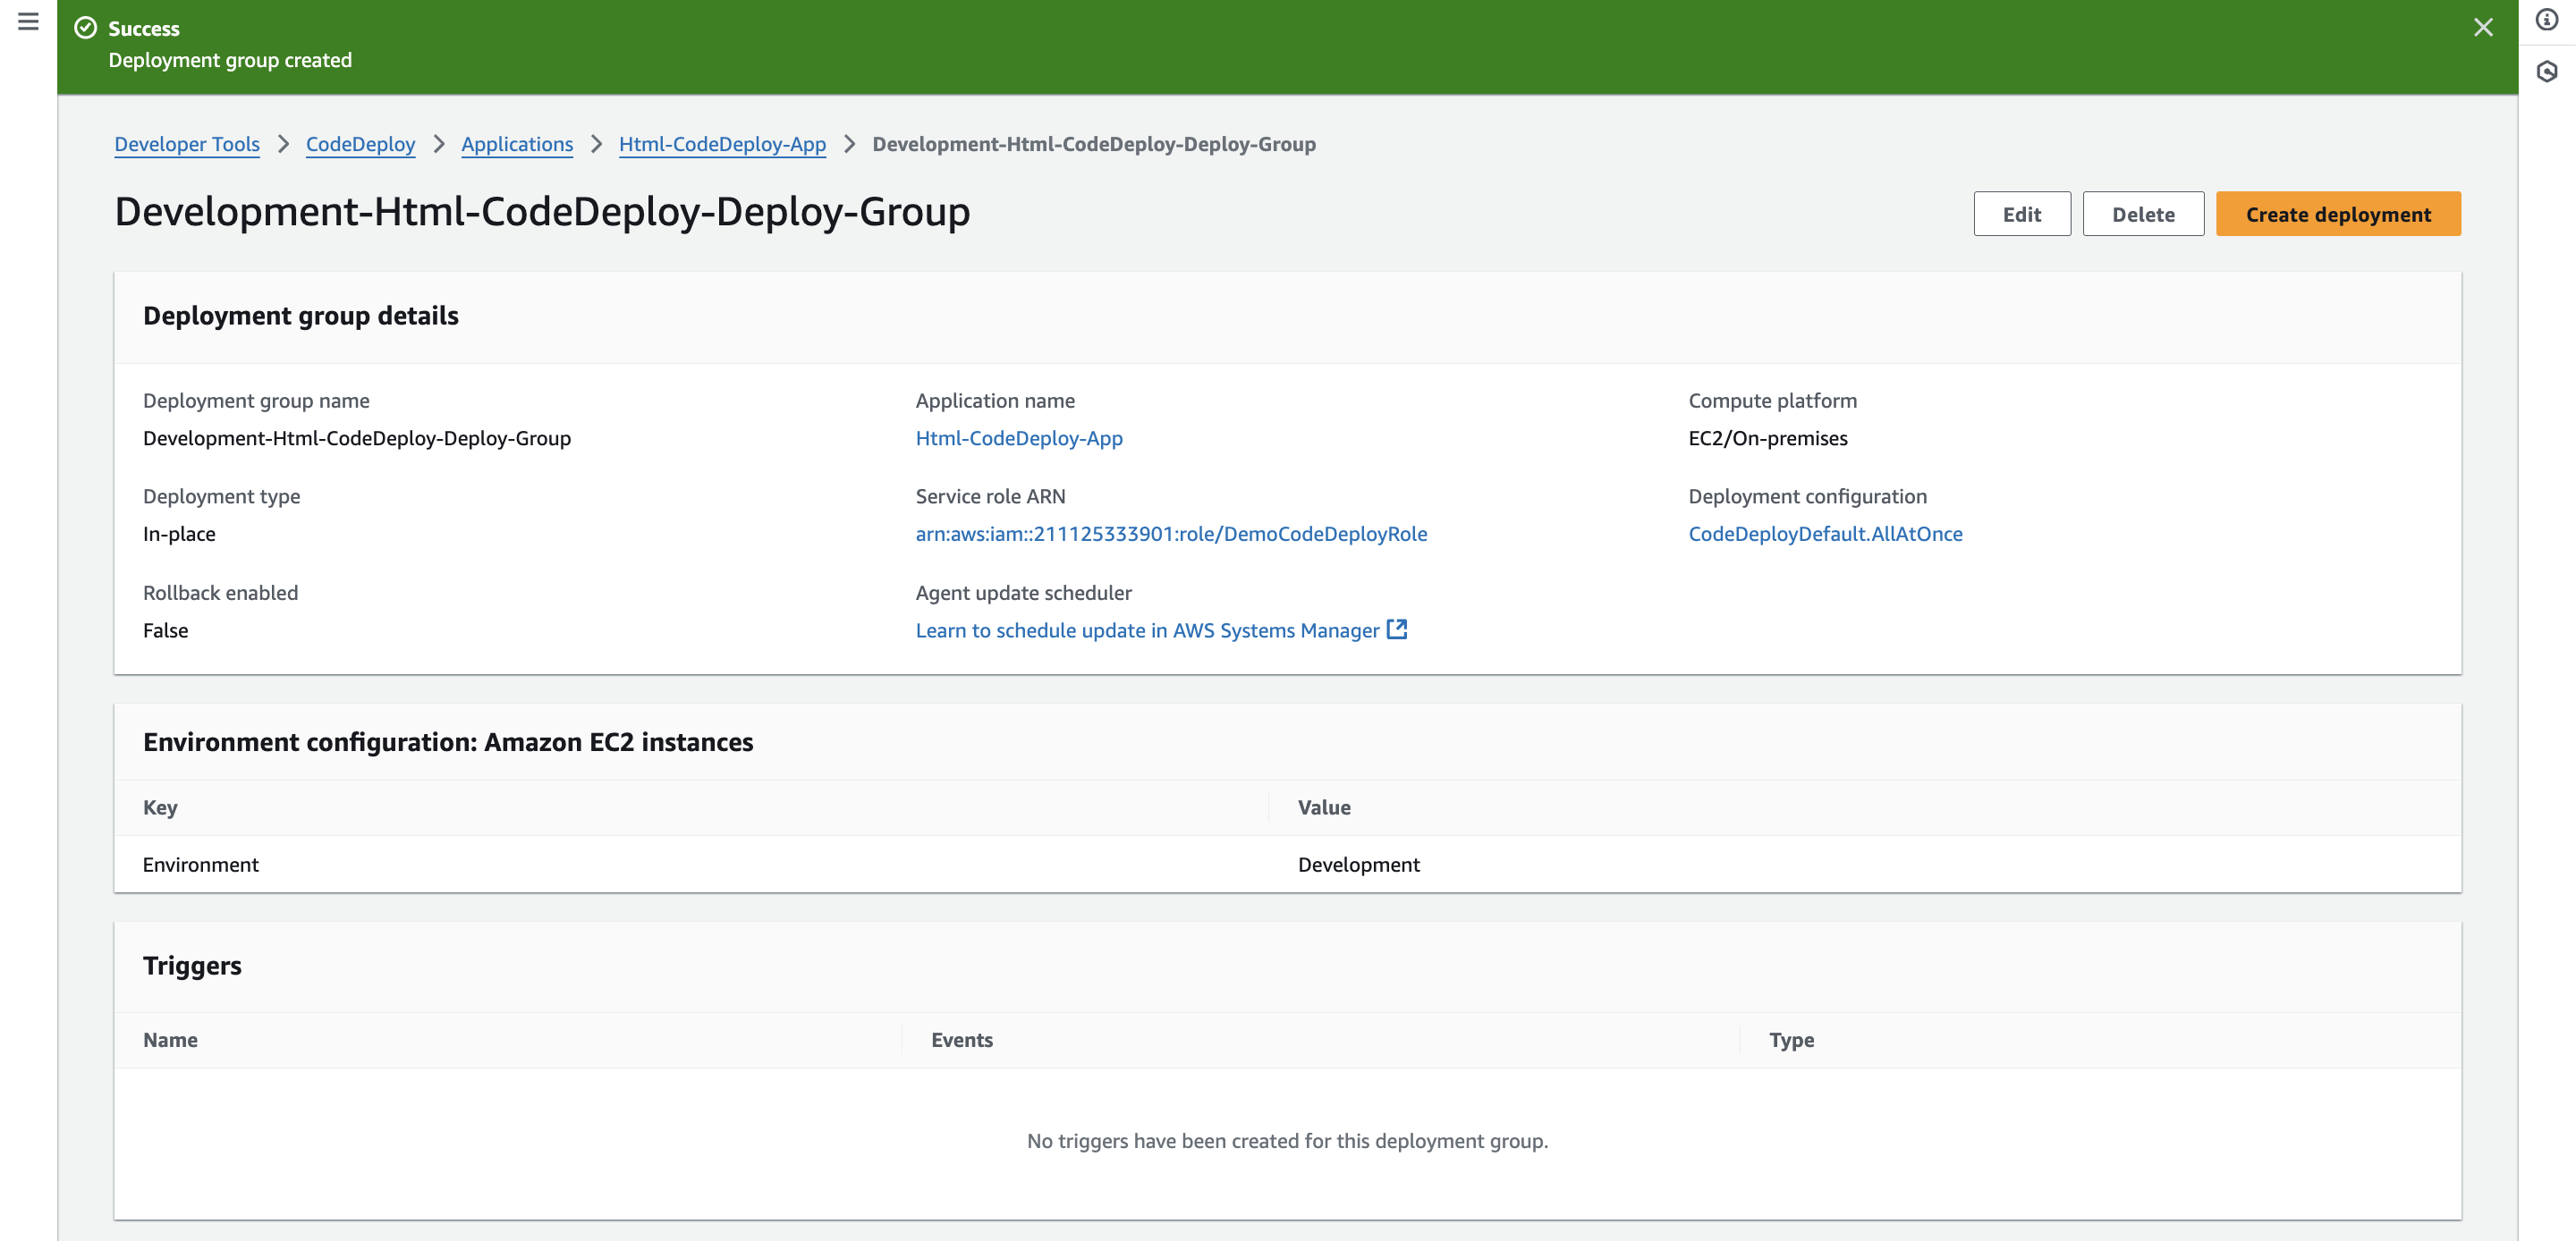 Success
Deployment group created
Developer Tools
CodeDeploy
Applications
Html-CodeDeploy-App
Development-Html-CodeDeploy-Deploy-Group
Development-Html-CodeDeploy-Deploy-Group
Edit
Delete
Create deployment
Deployment group details
Deployment group name
Development-Html-CodeDeploy-Deploy-Group
Application name
Html-CodeDeploy-App
Compute platform
EC2/On-premises
Deployment type
In-place
Service role ARN
arn:aws:iam::211125333901:role/DemoCodeDeployRole
Deployment configuration
CodeDeployDefault.AllAtOnce
Rollback enabled
False
Agent update scheduler
Learn to schedule update in AWS Systems Manager
Environment configuration: Amazon EC2 instances
Key
Value
Environment
Development
Triggers
Name
Events
Type
No triggers have been created for this deployment group.